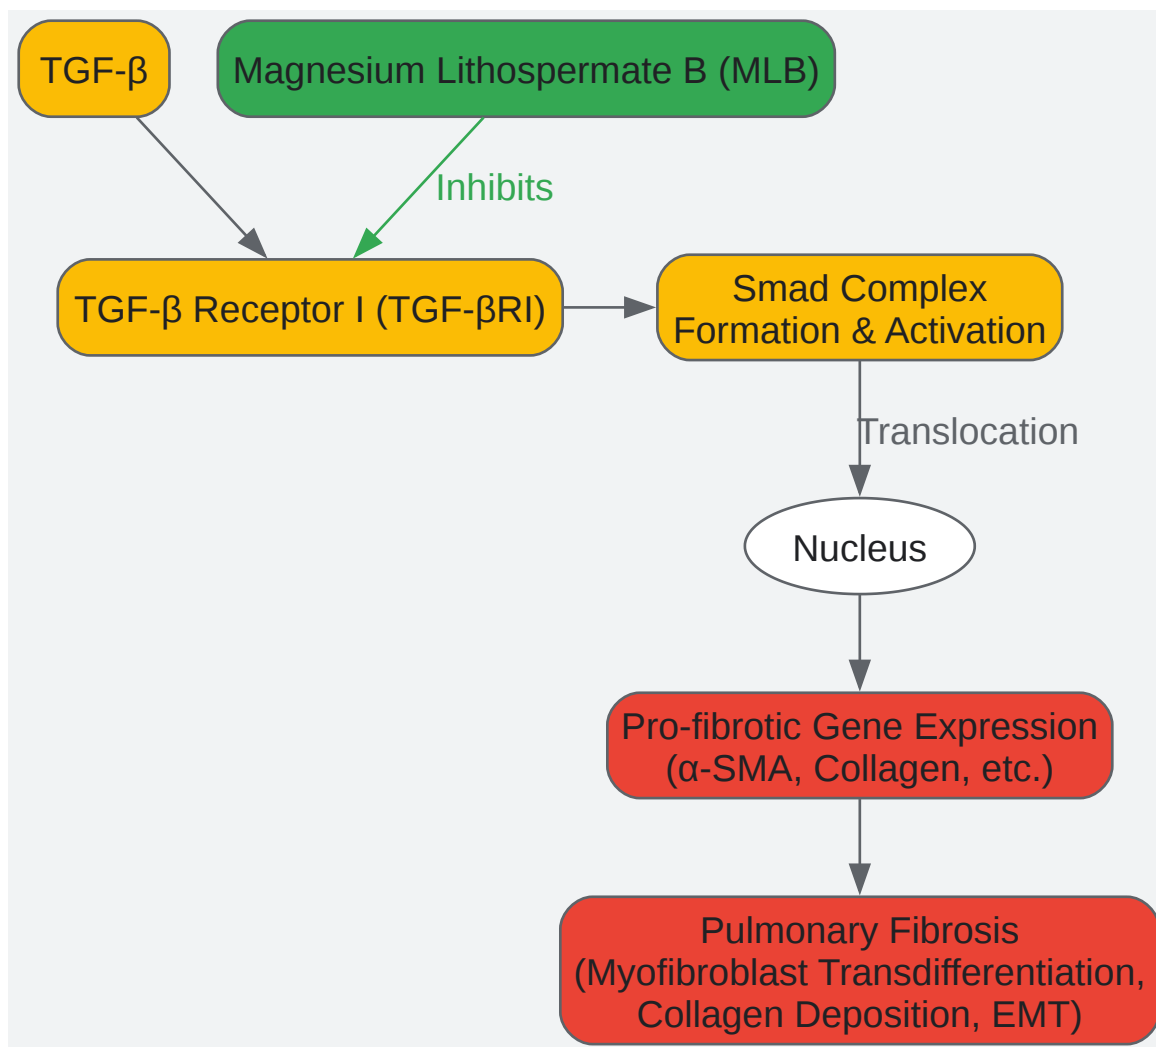 TGF-β
Magnesium Lithospermate B (MLB)
Inhibits
TGF-β Receptor I (TGF-βRI)
Smad Complex
Formation & Activation
Translocation
Nucleus
Pro-fibrotic Gene Expression
(α-SMA, Collagen, etc.)
Pulmonary Fibrosis
(Myofibroblast Transdifferentiation,
Collagen Deposition, EMT)